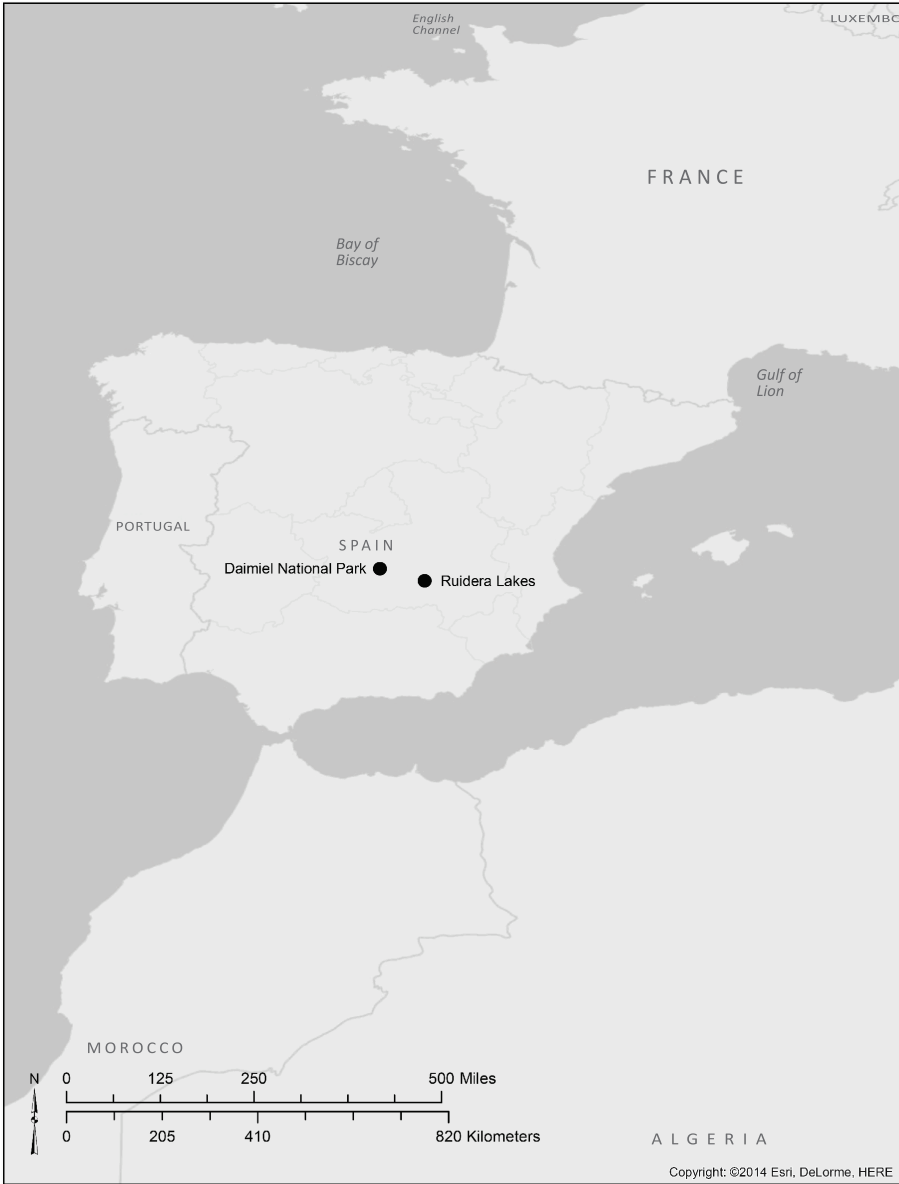 English
Channel
LUXEMBO
FRANCE
Bay of
Biscay
Gulf of
Lion
PORTUGAL
SPAIN
Daimiel National Park
Ruidera Lakes
MOROCCO
N 0 125 250 500 Miles
0 205 410 820 Kilometers
ALGERIA
Copyright: ©2014 Esri, DeLorme, HERE